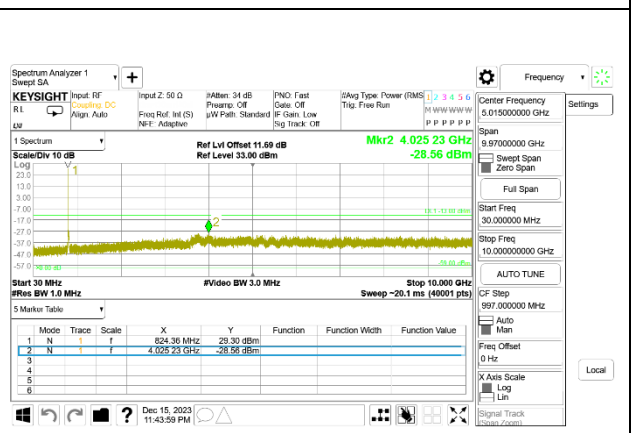 Spectrum Analyzer 1
Swept SA
+
Frequency
KEYSIGHT
Input: RF
Input Z: 50 Ω
#Atten: 34 dB
PNO: Fast
#Avg Type: Power (RMS
1 2 3 4 5 6
R L
Coupling: DC
Preamp: Off
Gate: Off
Trig: Free Run
M W W W W W
Align: Auto
Freq Ref: Int (S)
µW Path: Standard
IF Gain: Low
P P P P P P
NFE: Adaptive
Sig Track: Off
Center Frequency
5.015000000 GHz
Settings
Span
9.97000000 GHz
Swept Span
Zero Span
Full Span
Start Freq
30.000000 MHz
Stop Freq
10.000000000 GHz
AUTO TUNE
CF Step
997.000000 MHz
Auto
Man
Freq Offset
0 Hz
X Axis Scale
Log
Lin
Local
Signal Track
(Span Zoom)
1 Spectrum
Ref Lvl Offset 11.69 dB
Mkr2 4.025 23 GHz
Scale/Div 10 dB
Ref Level 33.00 dBm
-28.56 dBm
Log
1
23.0
13.0
3.00
-7.00
-17.0
2
-27.0
-37.0
-47.0
-57.0
Start 30 MHz
#Video BW 3.0 MHz
Stop 10.000 GHz
#Res BW 1.0 MHz
Sweep ~20.1 ms (40001 pts)
5 Marker Table
Mode Trace Scale X Y Function Function Width Function Value
1 N 1 f 824.36 MHz 29.30 dBm
2 N 1 f 4.025 23 GHz -28.56 dBm
3
4
5
6
?
Dec 15, 2023
11:43:59 PM